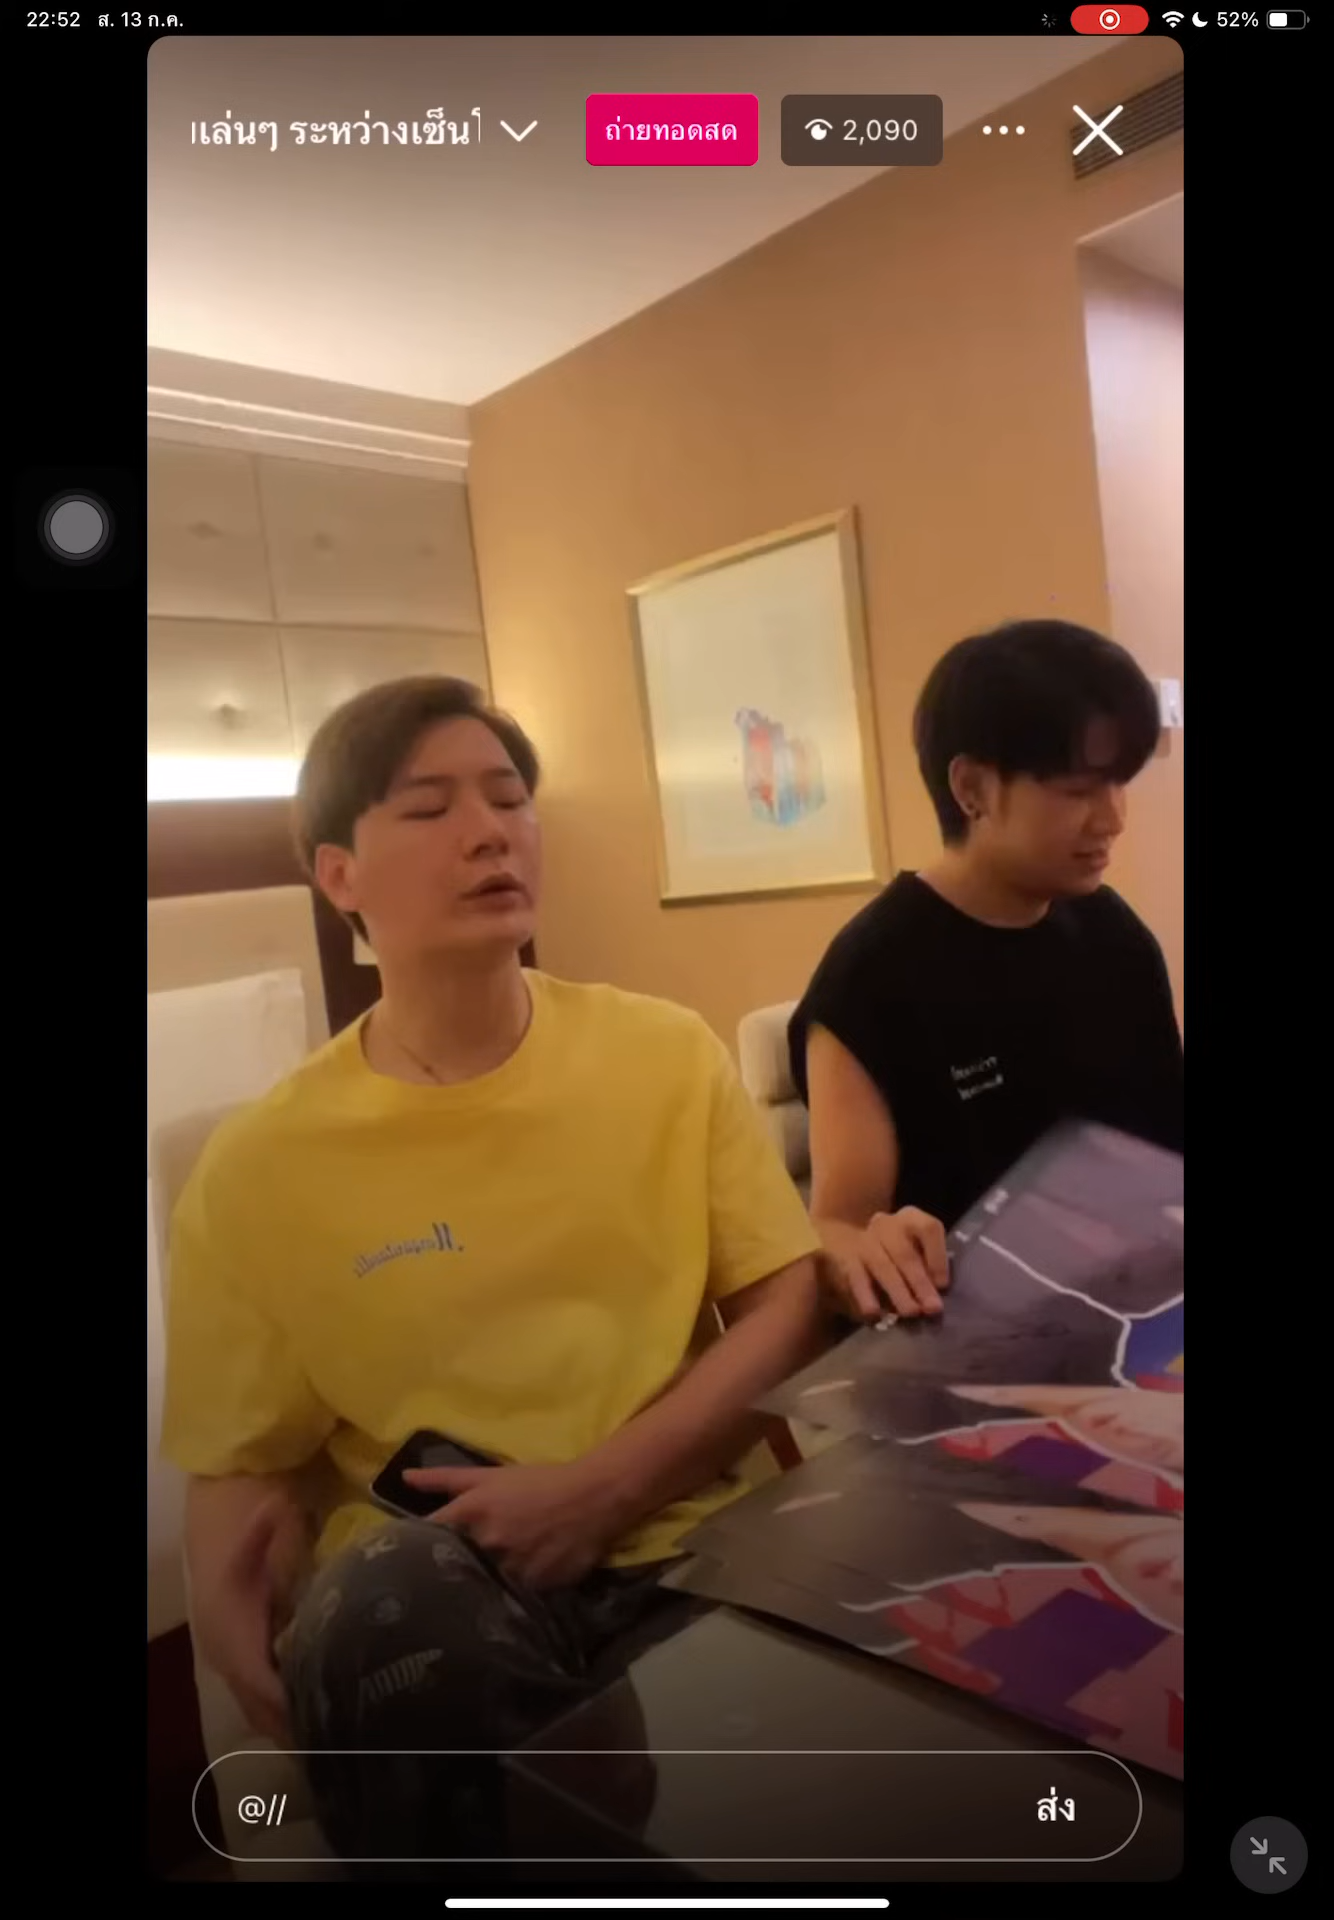 22:52 ส. 13 ก.ค. 52%
แล่นๆ ระหว่างเซ็นโ
ถ่ายทอดสด
2,090
@//
ส่ง